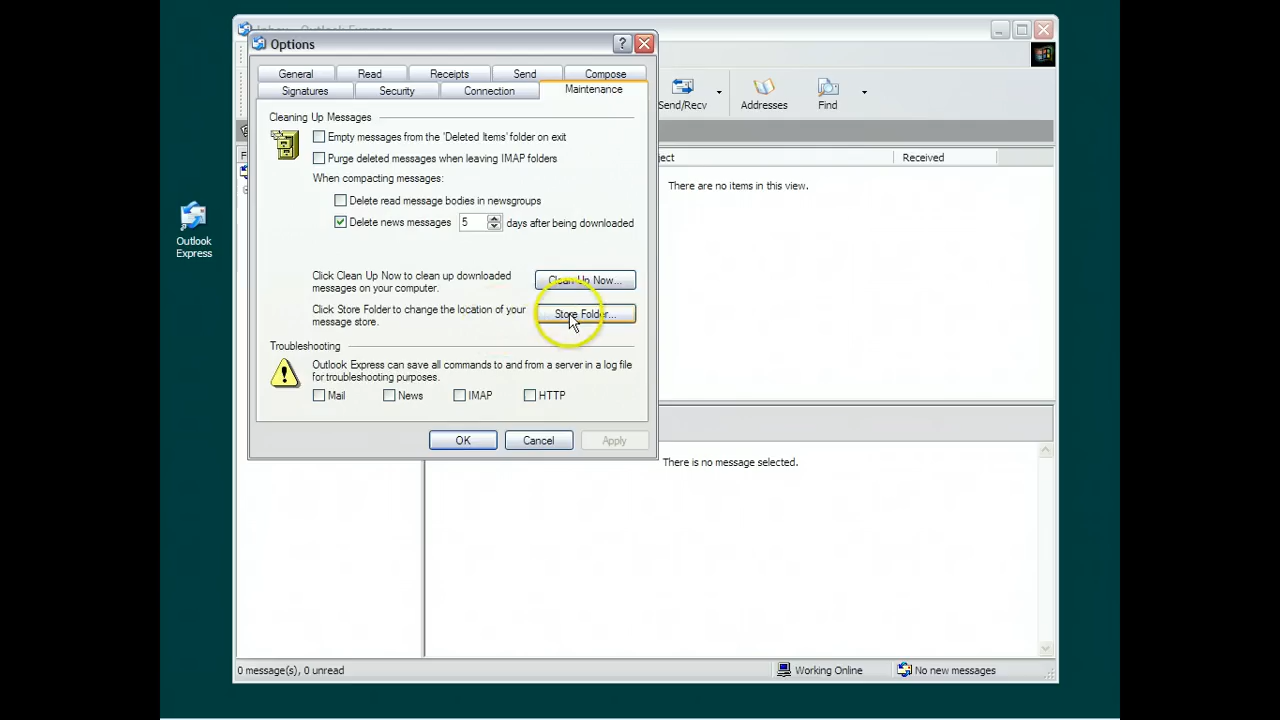 Inbox - Outlook Express
Options
General
Read
Receipts
Send
Compose
Signatures
Security
Connection
Maintenance
Send/Recv
Addresses
Find
Cleaning Up Messages
Empty messages from the 'Deleted Items' folder on exit
Purge deleted messages when leaving IMAP folders
When compacting messages:
Delete read message bodies in newsgroups
Delete news messages 5 days after being downloaded
Click Clean Up Now to clean up downloaded
messages on your computer.
Clean Up Now...
Click Store Folder to change the location of your
message store.
Store Folder...
Troubleshooting
Outlook Express can save all commands to and from a server in a log file
for troubleshooting purposes.
Mail
News
IMAP
HTTP
OK
Cancel
Apply
F
ect
Received
There are no items in this view.
There is no message selected.
Outlook
Express
0 message(s), 0 unread
Working Online
No new messages